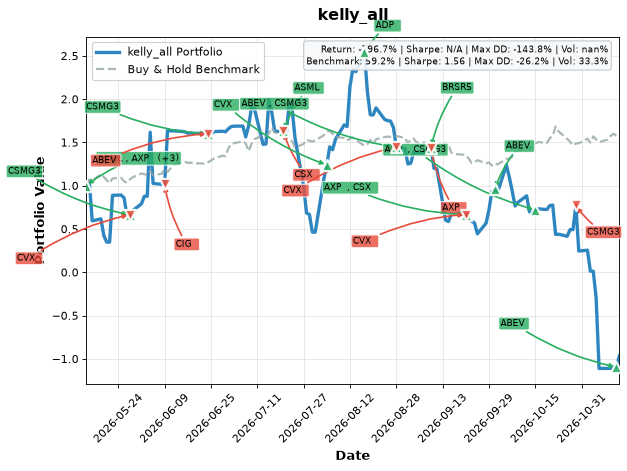 kelly_all
ADP
kelly_all Portfolio
Buy & Hold Benchmark
Return: -196.7% | Sharpe: N/A | Max DD: -143.8% | Vol: nan%
Benchmark: 59.2% | Sharpe: 1.56 | Max DD: -26.2% | Vol: 33.3%
2.5
2.0
1.5
1.0
0.5
0.0
−0.5
−1.0
Portfolio Value
ASML
BRSR5
CSMG3
CVX
ABEV
CSMG3
ABEV
, AXP (+3)
, CSMG3
ABEV
CSMG3
CSX
CVX
AXP , CSX
AXP
CVX
CIG
CVX
CSMG3
ABEV
2026-05-24
2026-06-09
2026-06-25
2026-07-11
2026-07-27
2026-08-12
2026-08-28
2026-09-13
2026-09-29
2026-10-15
2026-10-31
Date